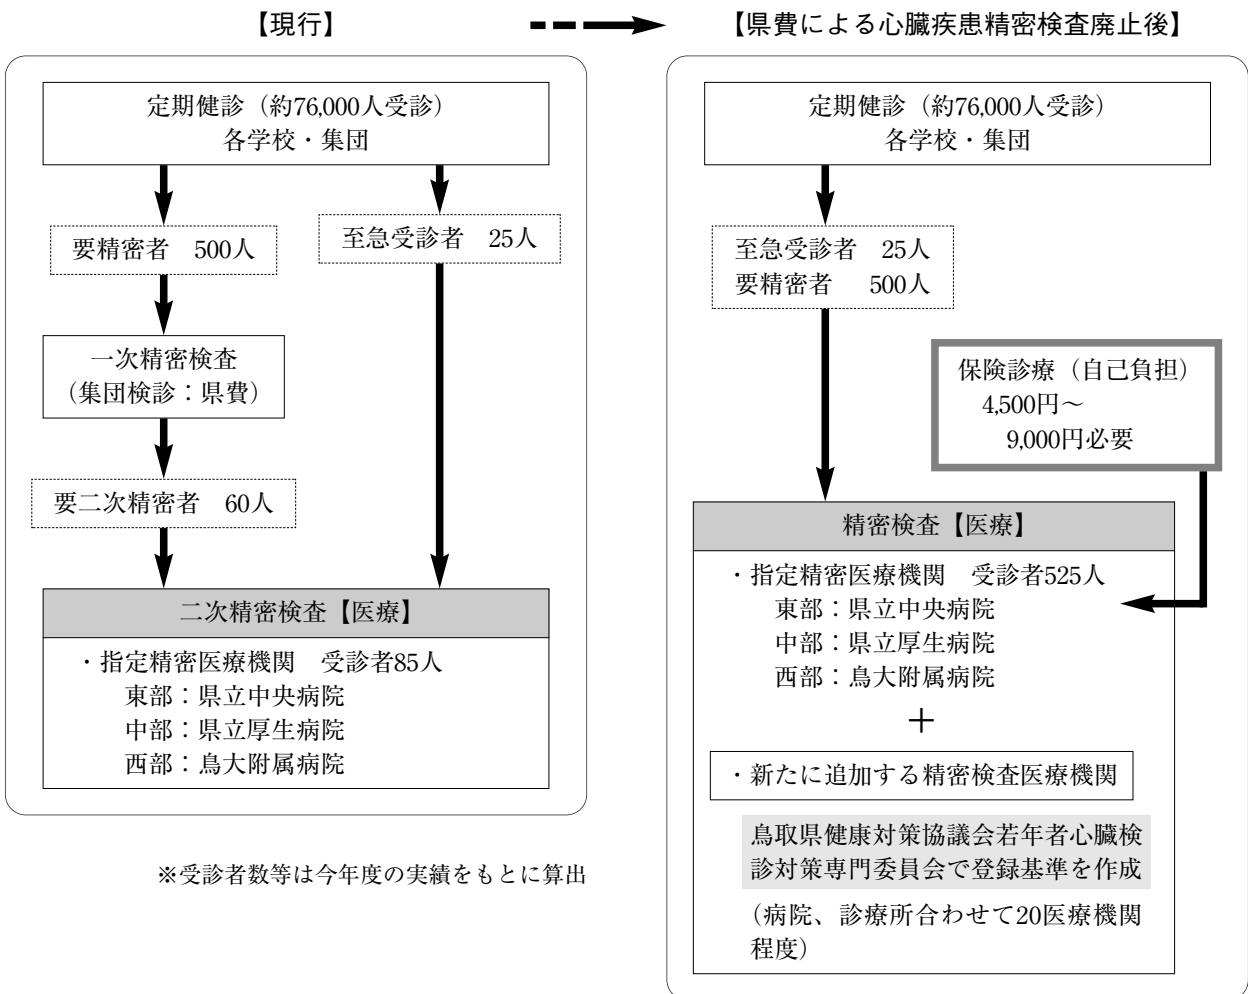 【現行】
【県費による心臓疾患精密検査廃止後】
定期健診（約76,000人受診）
各学校・集団
要精密者　500人
至急受診者　25人
一次精密検査
（集団検診：県費）
要二次精密者　60人
二次精密検査【医療】
・指定精密医療機関　受診者85人
東部：県立中央病院
中部：県立厚生病院
西部：鳥大附属病院
※受診者数等は今年度の実績をもとに算出
定期健診（約76,000人受診）
各学校・集団
至急受診者　25人
要精密者　500人
保険診療（自己負担）
4,500円～
9,000円必要
精密検査【医療】
・指定精密医療機関　受診者525人
東部：県立中央病院
中部：県立厚生病院
西部：鳥大附属病院
＋
・新たに追加する精密検査医療機関
鳥取県健康対策協議会若年者心臓検
診対策専門委員会で登録基準を作成
（病院、診療所合わせて20医療機関
程度）